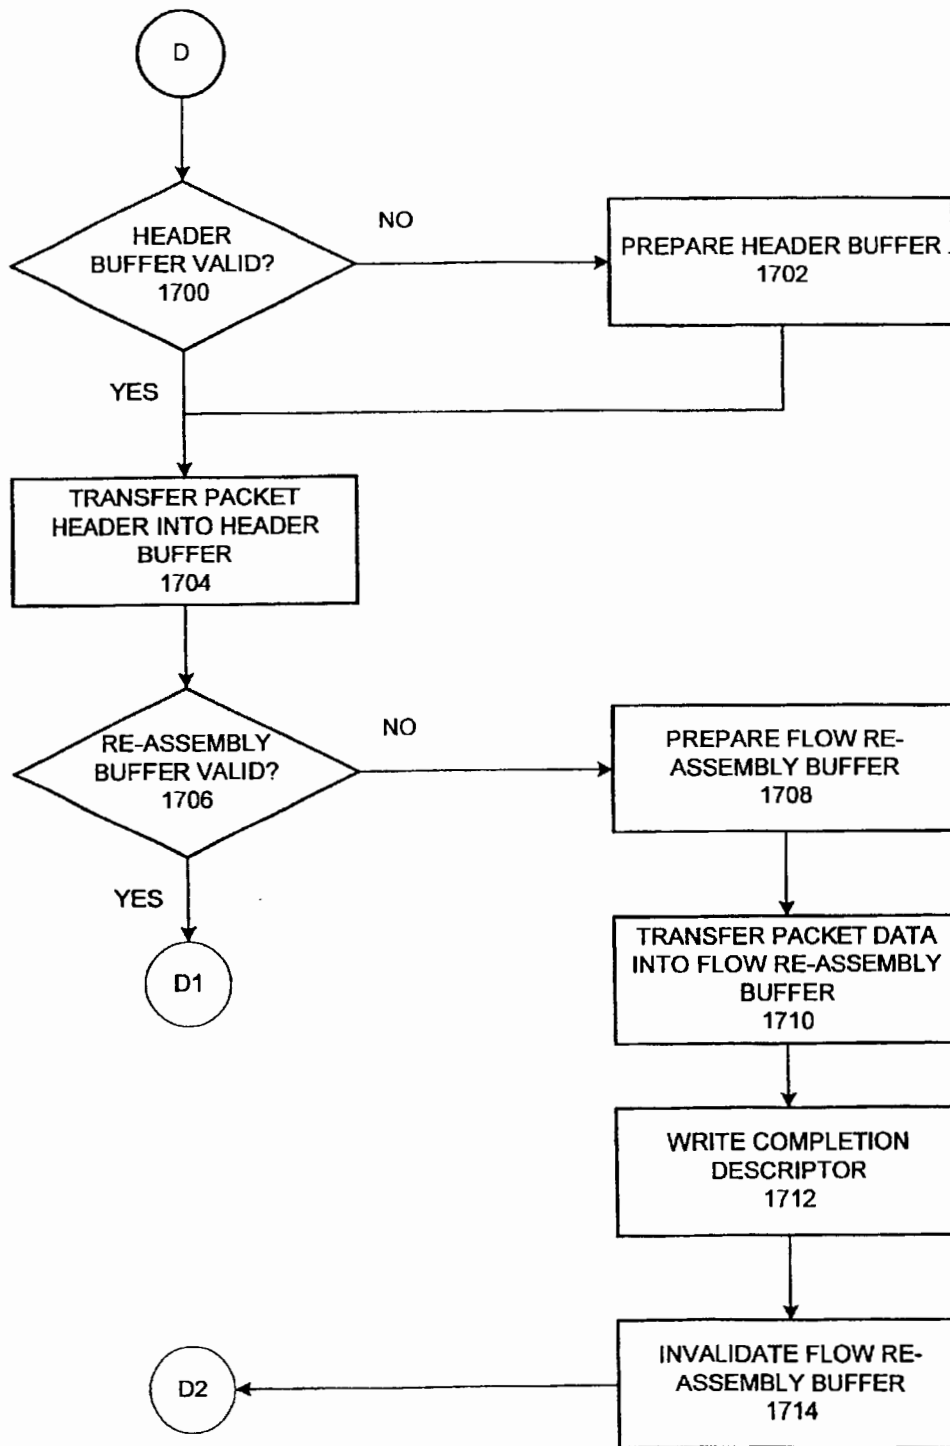 D
HEADER
BUFFER VALID?
1700
NO
PREPARE HEADER BUFFER
1702
YES
TRANSFER PACKET
HEADER INTO HEADER
BUFFER
1704
RE-ASSEMBLY
BUFFER VALID?
1706
NO
PREPARE FLOW RE-
ASSEMBLY BUFFER
1708
YES
D1
TRANSFER PACKET DATA
INTO FLOW RE-ASSEMBLY
BUFFER
1710
WRITE COMPLETION
DESCRIPTOR
1712
INVALIDATE FLOW RE-
ASSEMBLY BUFFER
1714
D2